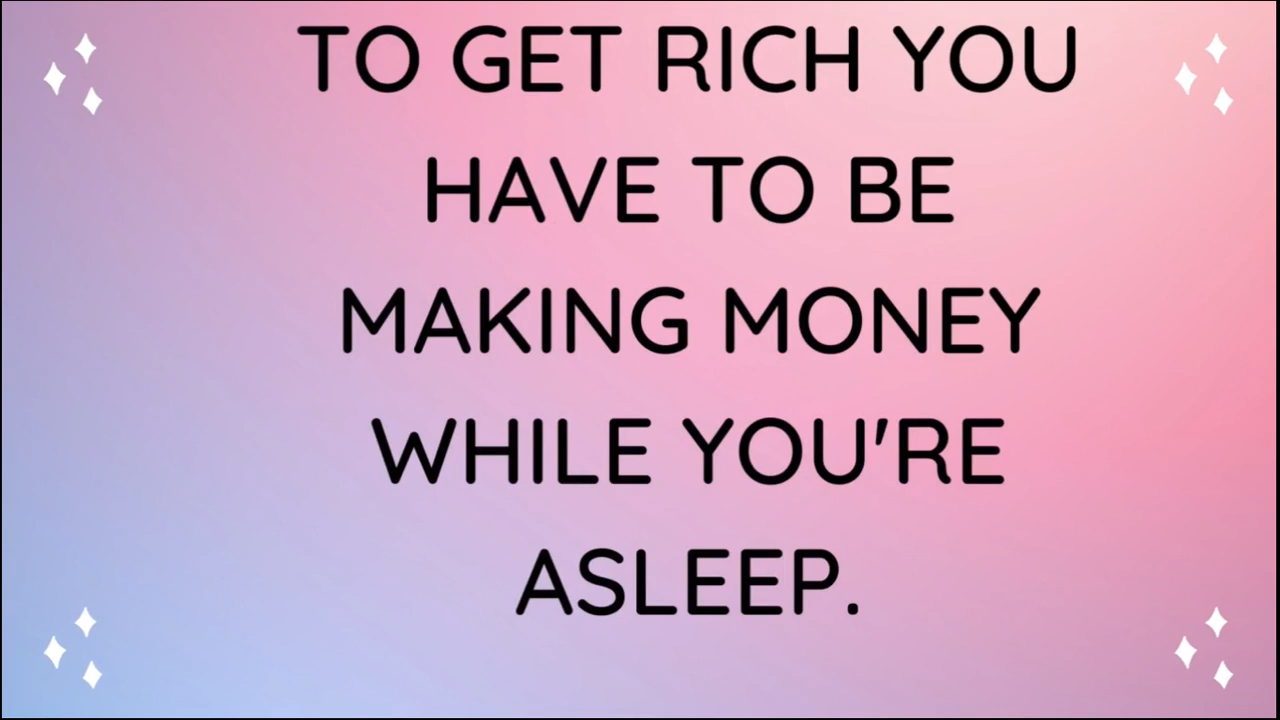 TO GET RICH YOU
HAVE TO BE
MAKING MONEY
WHILE YOU'RE
ASLEEP.